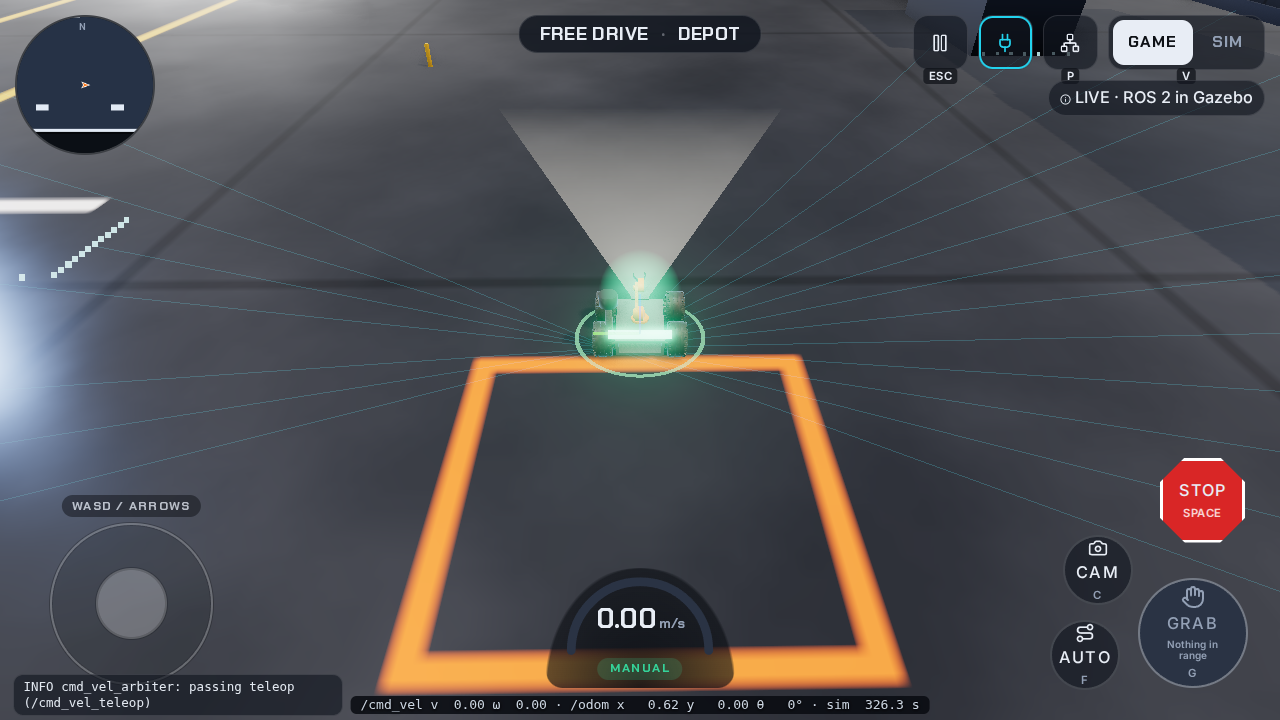 N
FREE DRIVE · DEPOT
ESC
P
GAME
SIM
V
LIVE · ROS 2 in Gazebo
WASD / ARROWS
STOP
SPACE
CAM
C
GRAB
Nothing in
range
G
AUTO
F
0.00 m/s
MANUAL
INFO cmd_vel_arbiter: passing teleop
(/cmd_vel_teleop)
/cmd_vel v 0.00 ω 0.00 · /odom x 0.62 y 0.00 θ 0° · sim 326.3 s